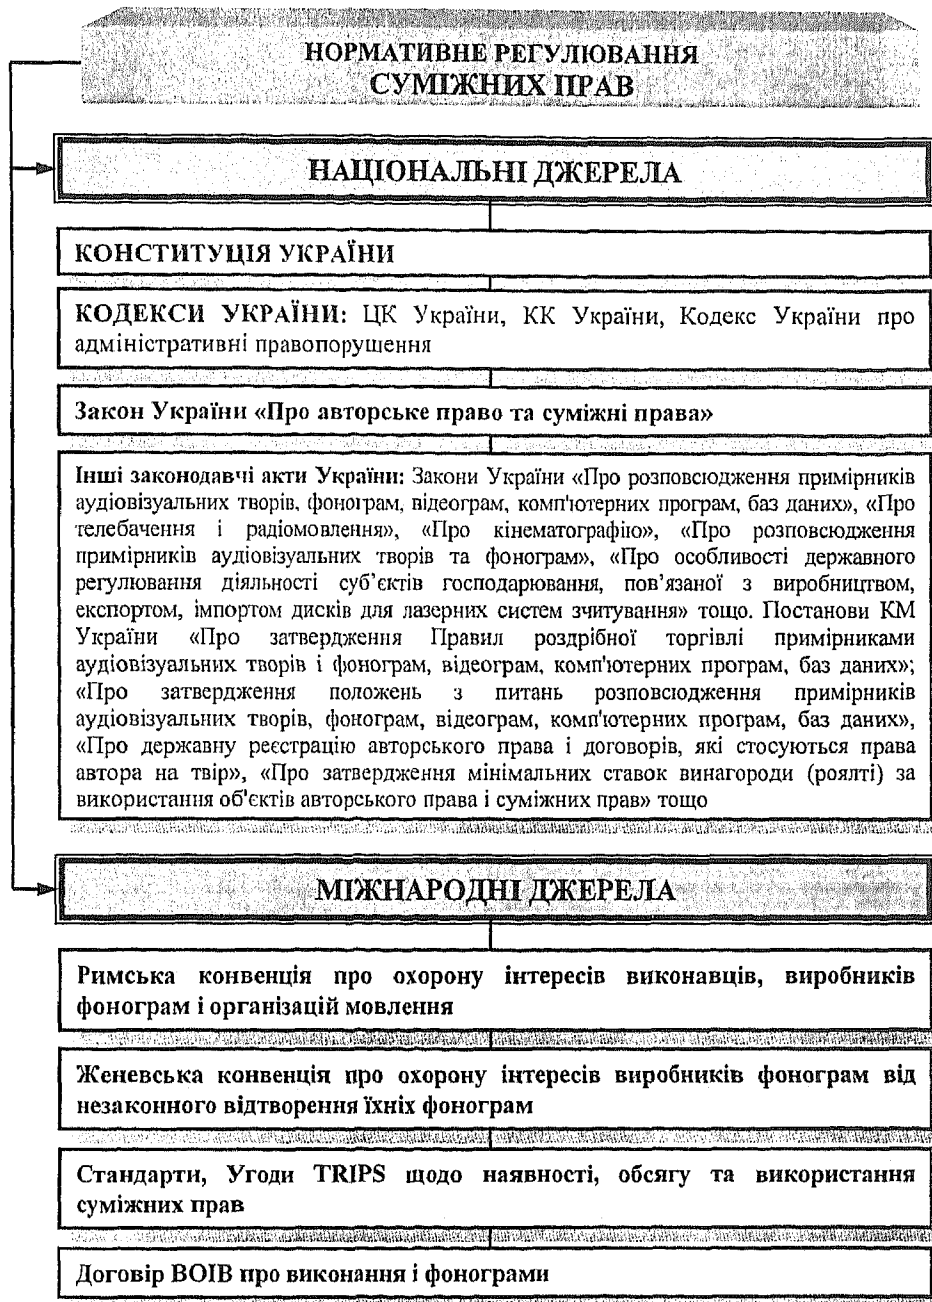 НОРМАТИВНЕ РЕГУЛЮВАННЯ
СУМІЖНИХ ПРАВ
НАЦІОНАЛЬНІ ДЖЕРЕЛА
КОНСТИТУЦІЯ УКРАЇНИ
КОДЕКСИ УКРАЇНИ: ЦК України, КК України, Кодекс України про
адміністративні правопорушення
Закон України «Про авторське право та суміжні права»
Інші законодавчі акти України: Закони України «Про розповсюдження примірників
аудіовізуальних творів, фонограм, відеограм, комп'ютерних програм, баз даних», «Про
телебачення і радіомовлення», «Про кінематографію», «Про розповсюдження
примірників аудіовізуальних творів та фонограм», «Про особливості державного
регулювання діяльності суб’єктів господарювання, пов’язаної з виробництвом,
експортом, імпортом дисків для лазерних систем зчитування» тощо. Постанови КМ
України «Про затвердження Правил роздрібної торгівлі примірниками
аудіовізуальних творів і фонограм, відеограм, комп'ютерних програм, баз даних»;
«Про затвердження положень з питань розповсюдження примірників
аудіовізуальних творів, фонограм, відеограм, комп'ютерних програм, баз даних»,
«Про державну реєстрацію авторського права і договорів, які стосуються права
автора на твір», «Про затвердження мінімальних ставок винагороди (роялті) за
використання об'єктів авторського права і суміжних прав» тощо
МІЖНАРОДНІ ДЖЕРЕЛА
Римська конвенція про охорону інтересів виконавців, виробників
фонограм і організацій мовлення
Женевська конвенція про охорону інтересів виробників фонограм від
незаконного відтворення їхніх фонограм
Стандарти, Угоди TRIPS щодо наявності, обсягу та використання
суміжних прав
Договір ВОІВ про виконання і фонограми